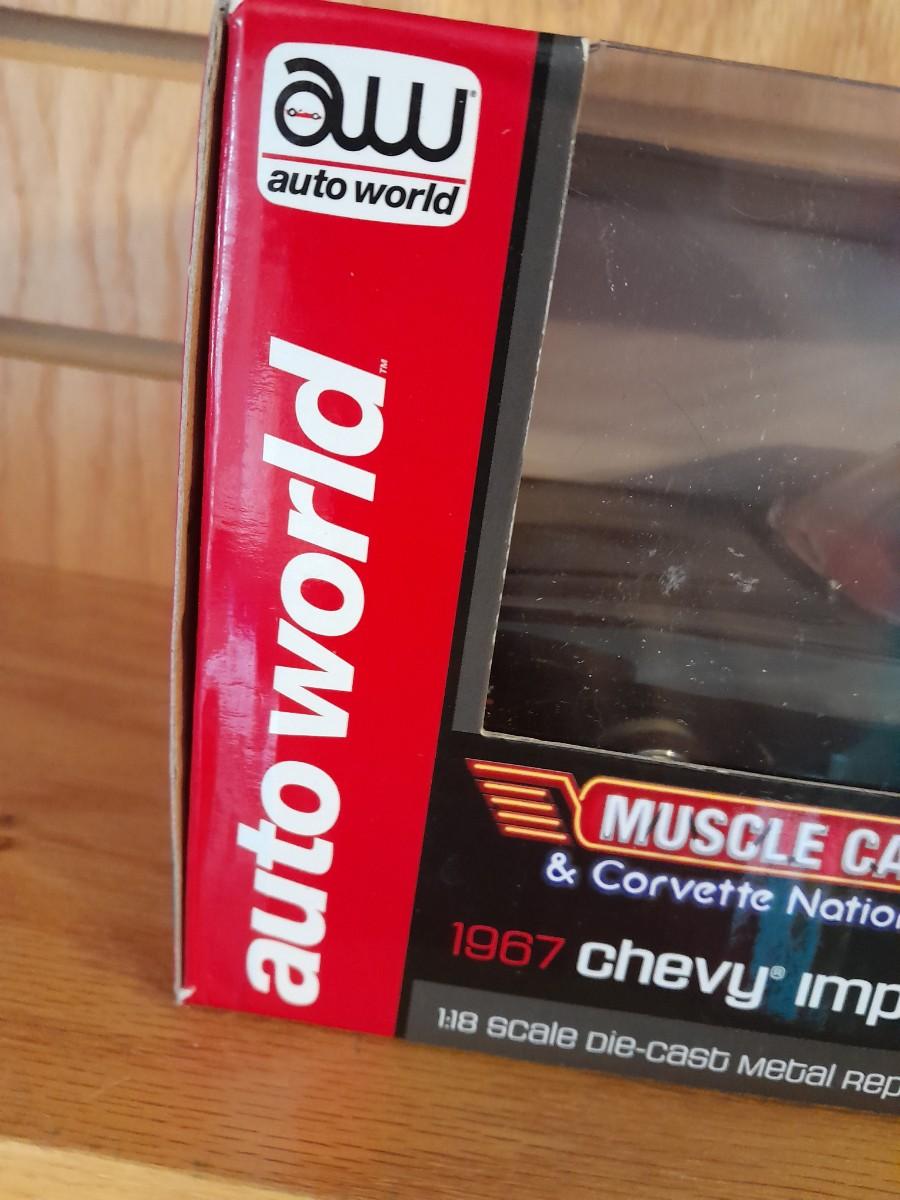 aw®
auto world
auto world™
MUSCLE CA
& Corvette Nation
1967 chevy® imp
1:18 scale Die-cast metal rep